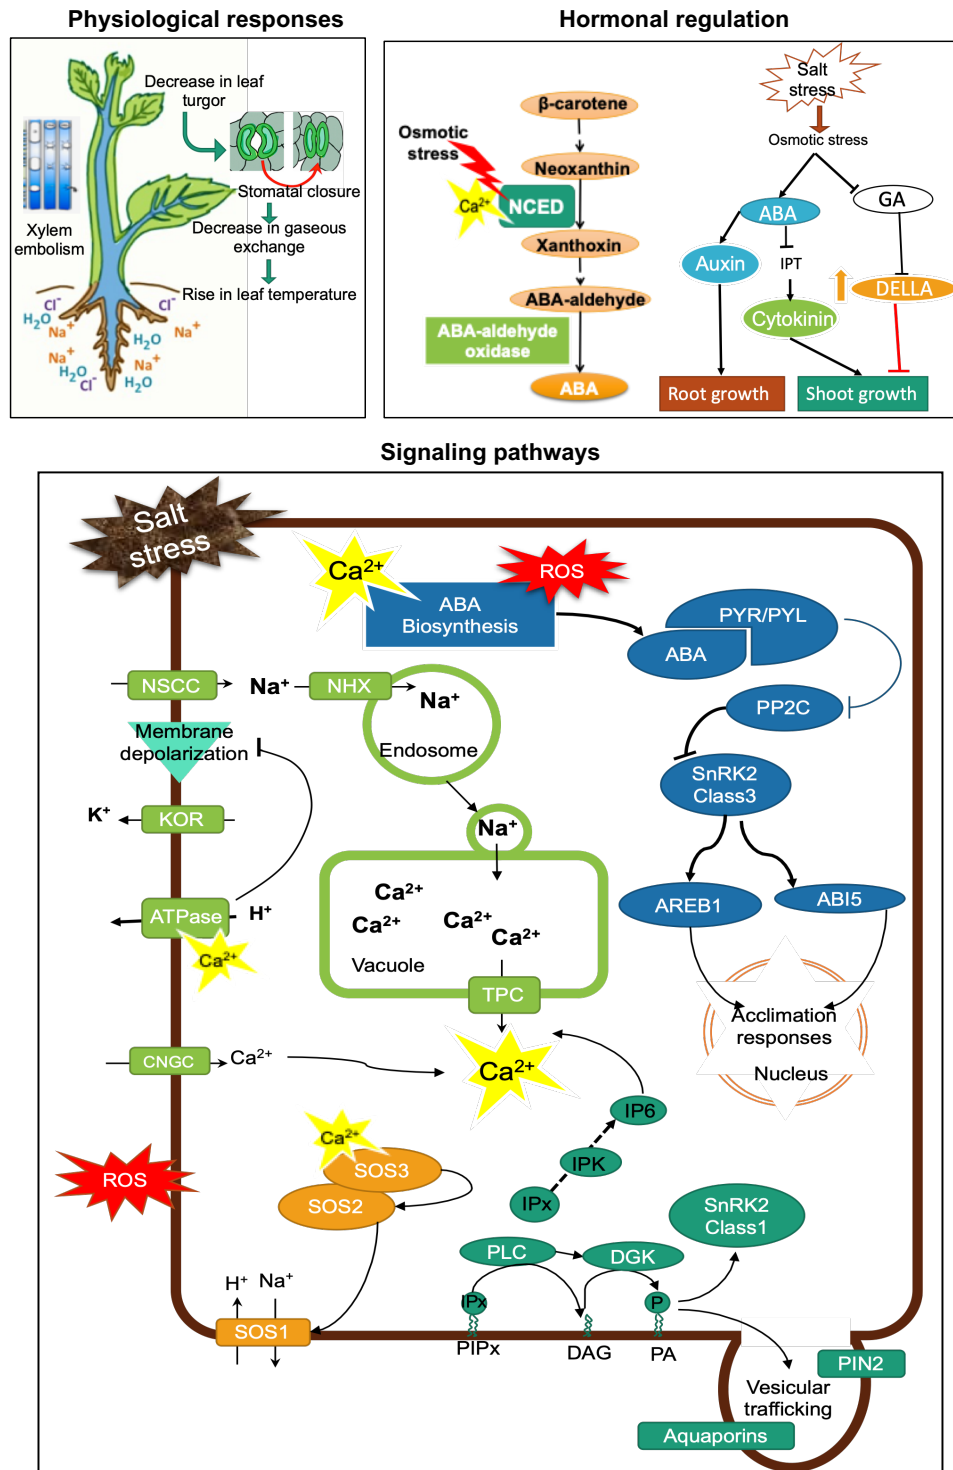 Physiological responses
Hormonal regulation
Decrease in leaf
turgor
Stomatal closure
Decrease in gaseous
exchange
Rise in leaf temperature
Xylem
embolism
Cl⁻
H₂O
Na⁺
Na⁺
H₂O
Cl⁻
Cl⁻
Na⁺
H₂O
Na⁺
H₂O
β-carotene
Osmotic
stress
Neoxanthin
Ca²⁺
NCED
Xanthoxin
ABA-aldehyde
ABA-aldehyde
oxidase
ABA
Salt
stress
Osmotic stress
ABA
GA
Auxin
IPT
DELLA
Cytokinin
Root growth
Shoot growth
Signaling pathways
Salt
stress
Ca²⁺
ROS
ABA
Biosynthesis
PYR/PYL
ABA
NSCC
Na⁺
NHX
Na⁺
PP2C
Membrane
depolarization
Endosome
SnRK2
Class3
K⁺
KOR
Na⁺
Ca²⁺
Ca²⁺
Ca²⁺
Ca²⁺
AREB1
ABI5
ATPase
H⁺
Ca²⁺
Vacuole
TPC
Acclimation
responses
Nucleus
CNGC
Ca²⁺
Ca²⁺
IP6
Ca²⁺
IPK
ROS
SOS3
SOS2
IPx
SnRK2
Class1
PLC
DGK
H⁺
Na⁺
IPx
P
SOS1
PIPx
DAG
PA
PIN2
Vesicular
trafficking
Aquaporins